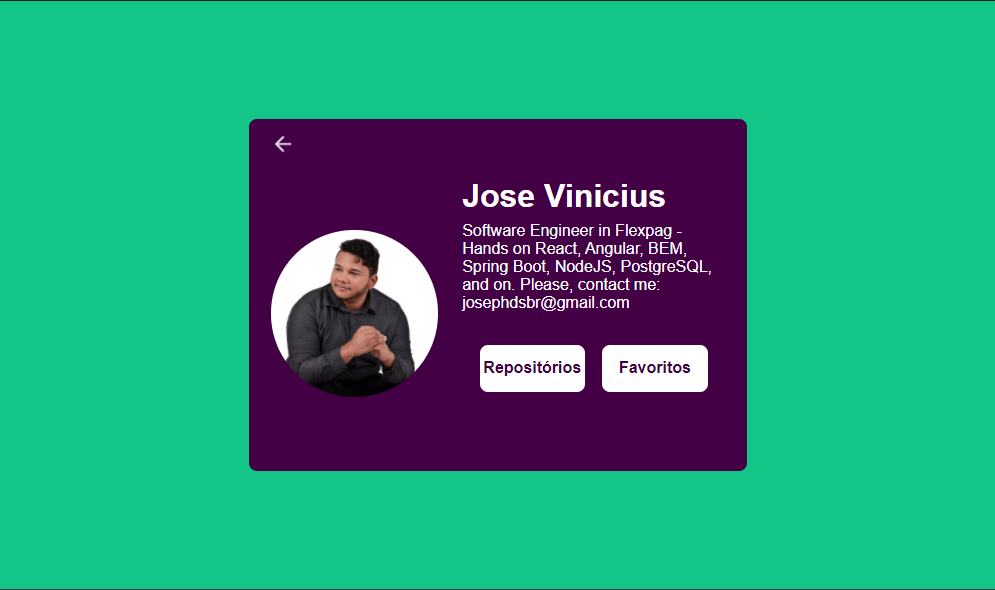 Jose Vinicius
Software Engineer in Flexpag -
Hands on React, Angular, BEM,
Spring Boot, NodeJS, PostgreSQL,
and on. Please, contact me:
josephdsbr@gmail.com
Repositórios
Favoritos